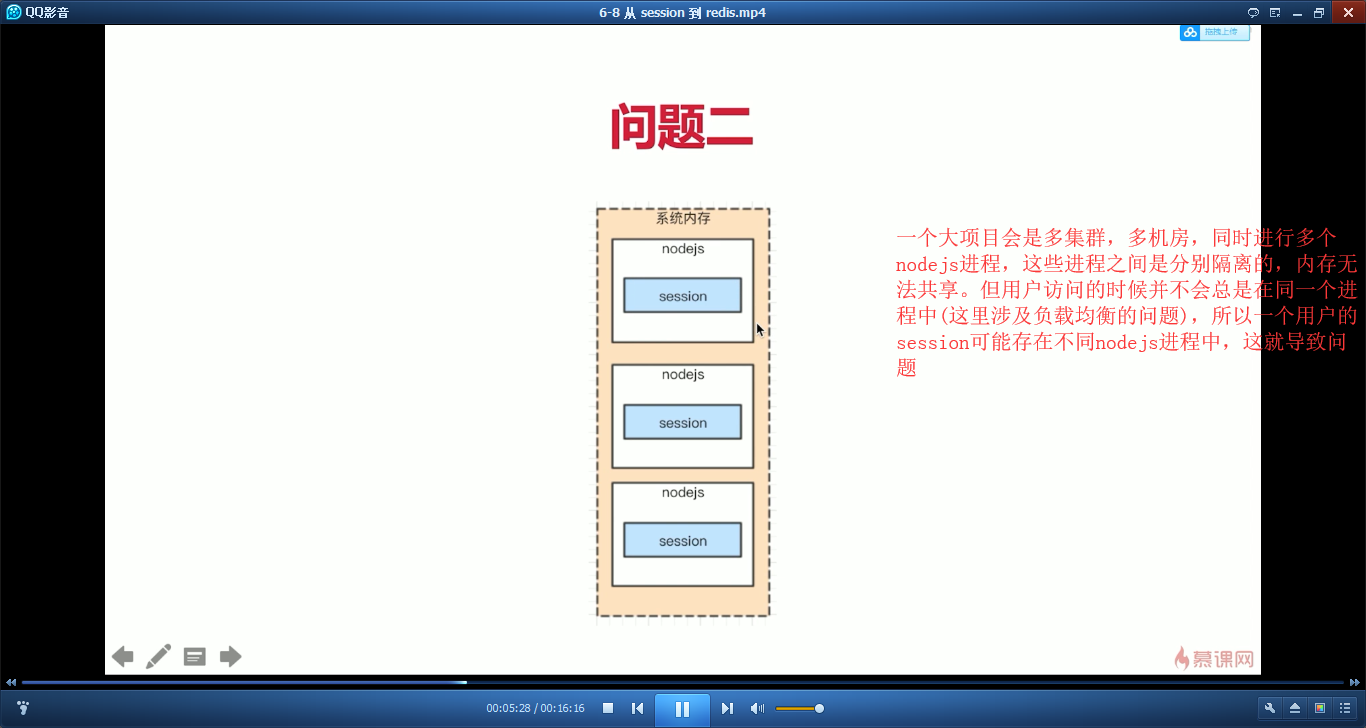 QQ影音
6-8 从 session 到 redis.mp4
拖拽上传
问题二
系统内存
nodejs
session
nodejs
session
nodejs
session
一个大项目会是多集群，多机房，同时进行多个
nodejs进程，这些进程之间是分别隔离的，内存无
法共享。但用户访问的时候并不会总是在同一个进
程中(这里涉及负载均衡的问题)，所以一个用户的
session可能存在不同nodejs进程中，这就导致问
题
慕课网
00:05:28 / 00:16:16